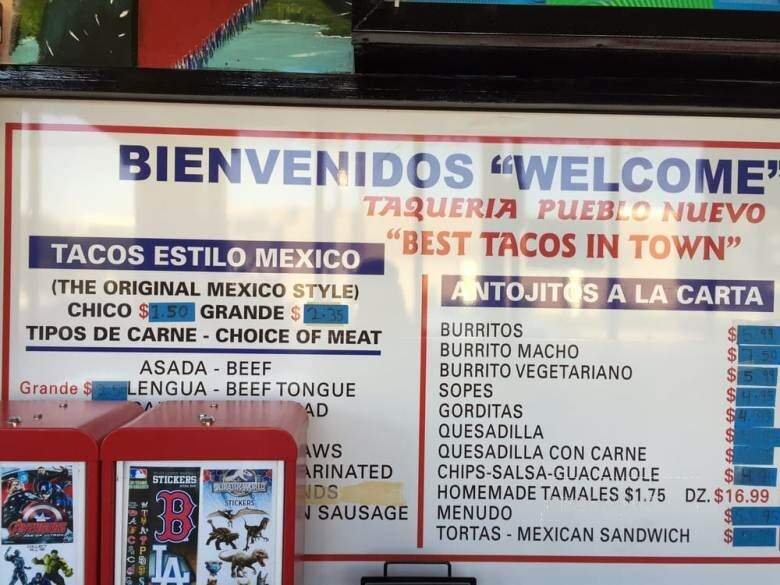 BIENVENIDOS "WELCOME"
TAQUERIA PUEBLO NUEVO
"BEST TACOS IN TOWN"
TACOS ESTILO MEXICO
(THE ORIGINAL MEXICO STYLE)
CHICO $1.50 GRANDE $2.35
TIPOS DE CARNE - CHOICE OF MEAT
ASADA - BEEF
Grande $ LENGUA - BEEF TONGUE
AD
AWS
ARINATED
NDS
N SAUSAGE
ANTOJITOS A LA CARTA
BURRITOS $
BURRITO MACHO $
BURRITO VEGETARIANO $
SOPES $
GORDITAS $
QUESADILLA $
QUESADILLA CON CARNE $
CHIPS-SALSA-GUACAMOLE $
HOMEMADE TAMALES $1.75 DZ. $16.99
MENUDO $
TORTAS - MEXICAN SANDWICH $
STICKERS
B
LA
STICKERS